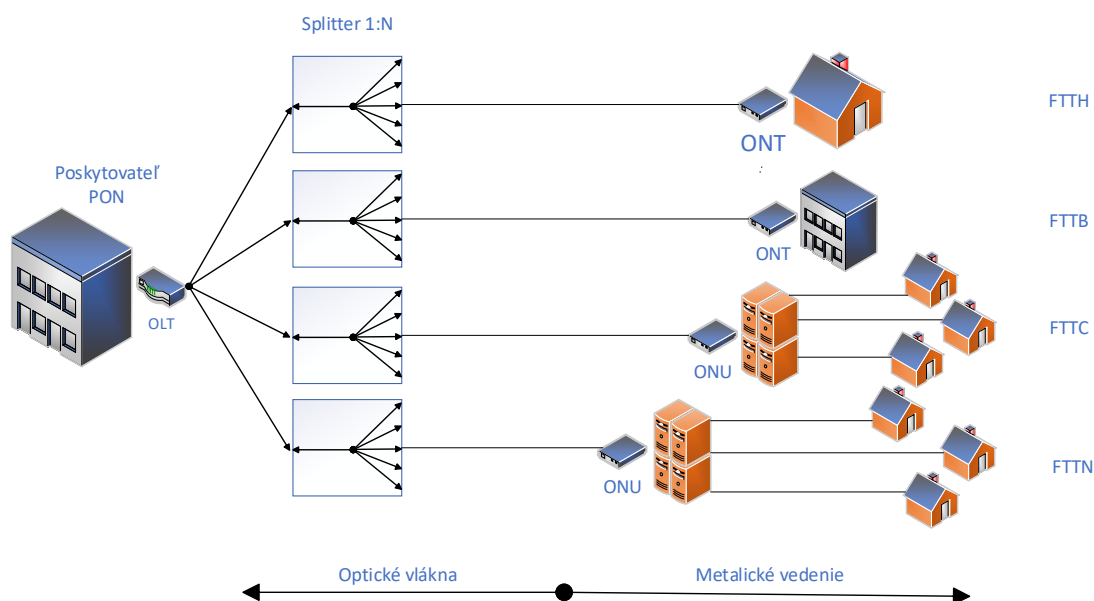 Splitter 1:N
FTTH
ONT
:
Poskytovateľ
PON
FTTB
ONT
OLT
FTTC
ONU
FTTN
ONU
Optické vlákna
Metalické vedenie